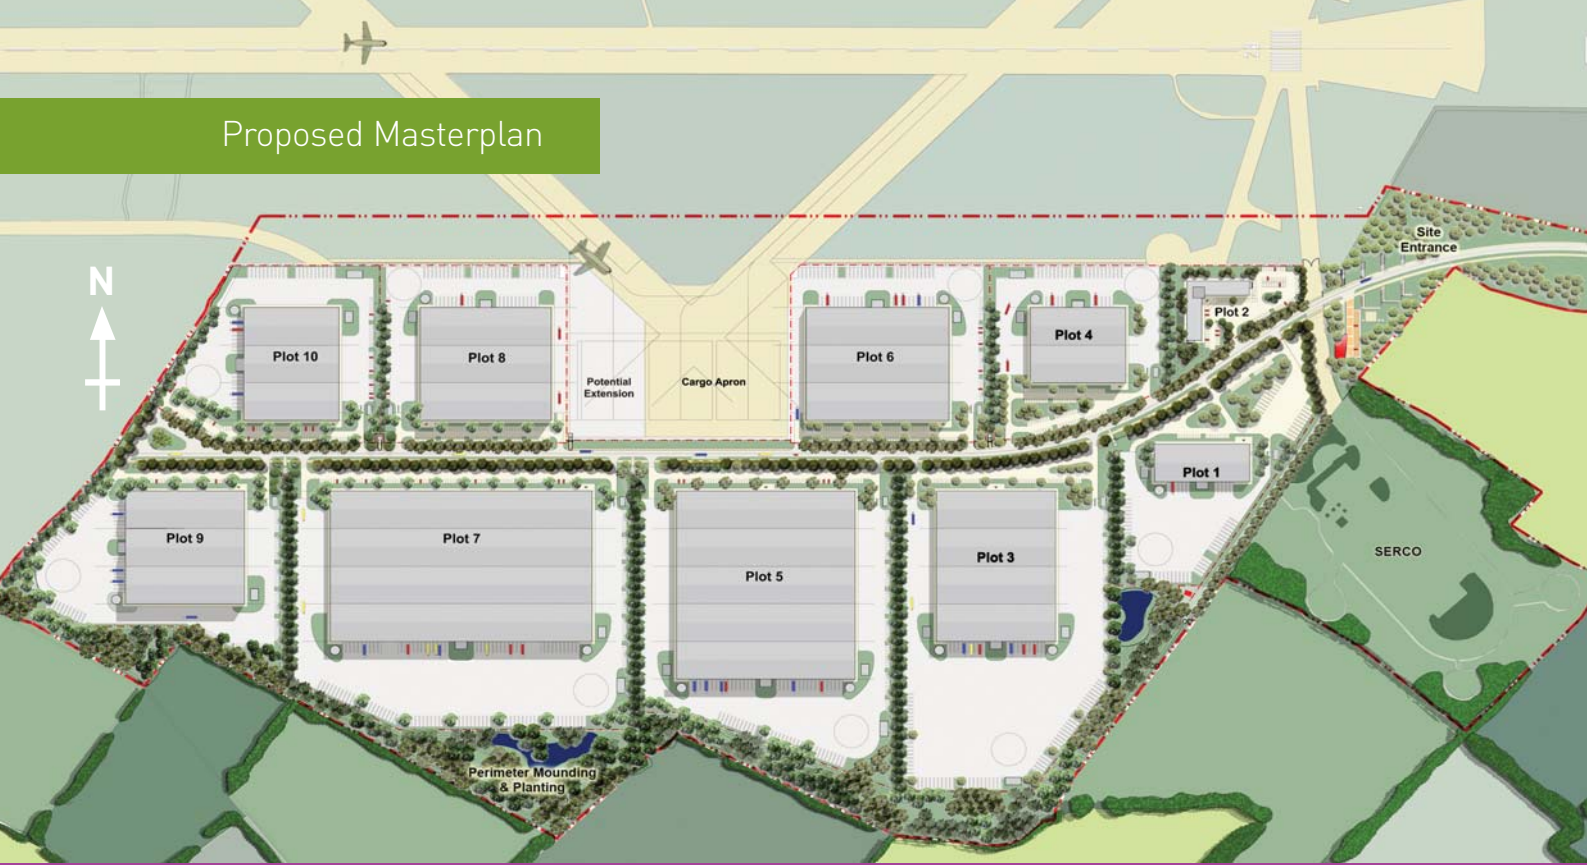 Proposed Masterplan
N
Site
Entrance
Plot 10
Plot 8
Potential
Extension
Cargo Apron
Plot 6
Plot 4
Plot 2
Plot 1
Plot 9
Plot 7
Plot 5
Plot 3
SERCO
Perimeter Mounding
& Planting